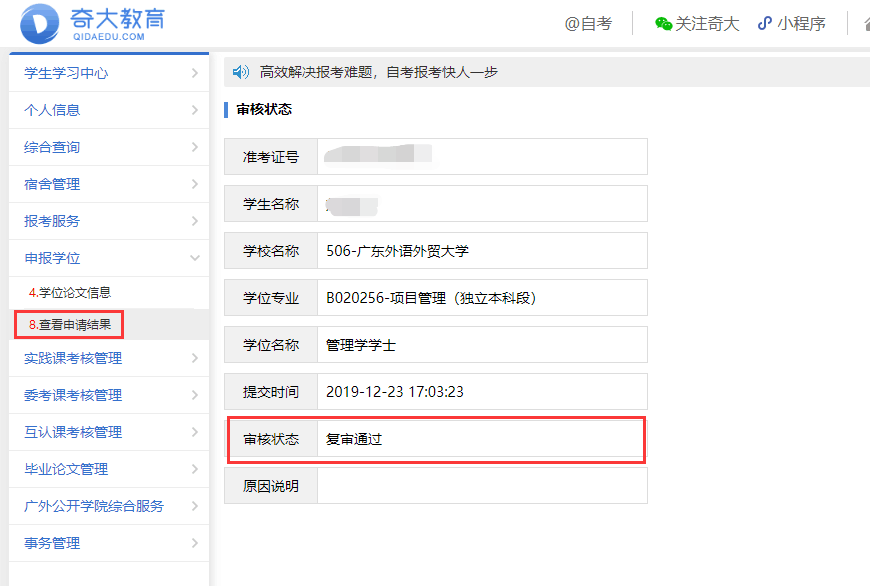 奇大教育
QIDAEDU.COM
@自考
关注奇大
小程序
学生学习中心
个人信息
综合查询
宿舍管理
报考服务
申报学位
4.学位论文信息
8.查看申请结果
实践课考核管理
委考课考核管理
互认课考核管理
毕业论文管理
广外公开学院综合服务
事务管理
高效解决报考难题，自考报考快人一步
审核状态
准考证号
学生名称
学校名称 506-广东外语外贸大学
学位专业 B020256-项目管理（独立本科段）
学位名称 管理学学士
提交时间 2019-12-23 17:03:23
审核状态 复审通过
原因说明